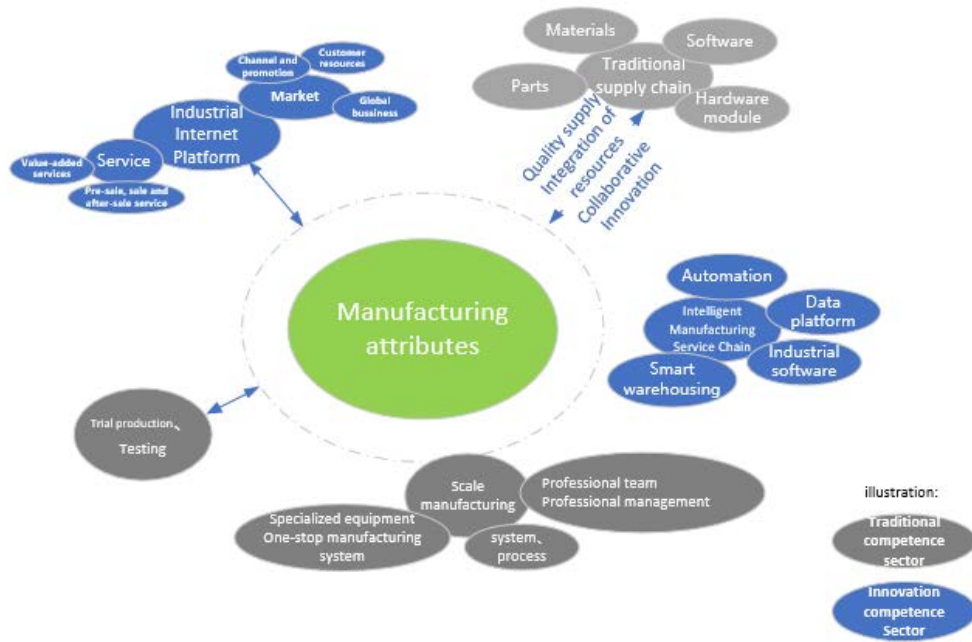 Channel and
promotion
Customer
resources
Market
Global
bussiness
Industrial
Internet
Platform
Service
Value-added
services
Pre-sale, sale and
after-sale service
Materials
Software
Traditional
supply chain
Parts
Hardware
module
Quality supply
Integration of
resources
Collaborative
Innovation
Manufacturing
attributes
Automation
Intelligent
Manufacturing
Service Chain
Data
platform
Industrial
software
Smart
warehousing
Trial production、
Testing
Scale
manufacturing
Professional team
Professional management
Specialized equipment
One-stop manufacturing
system
system、
process
illustration:
Traditional
competence
sector
Innovation
competence
Sector